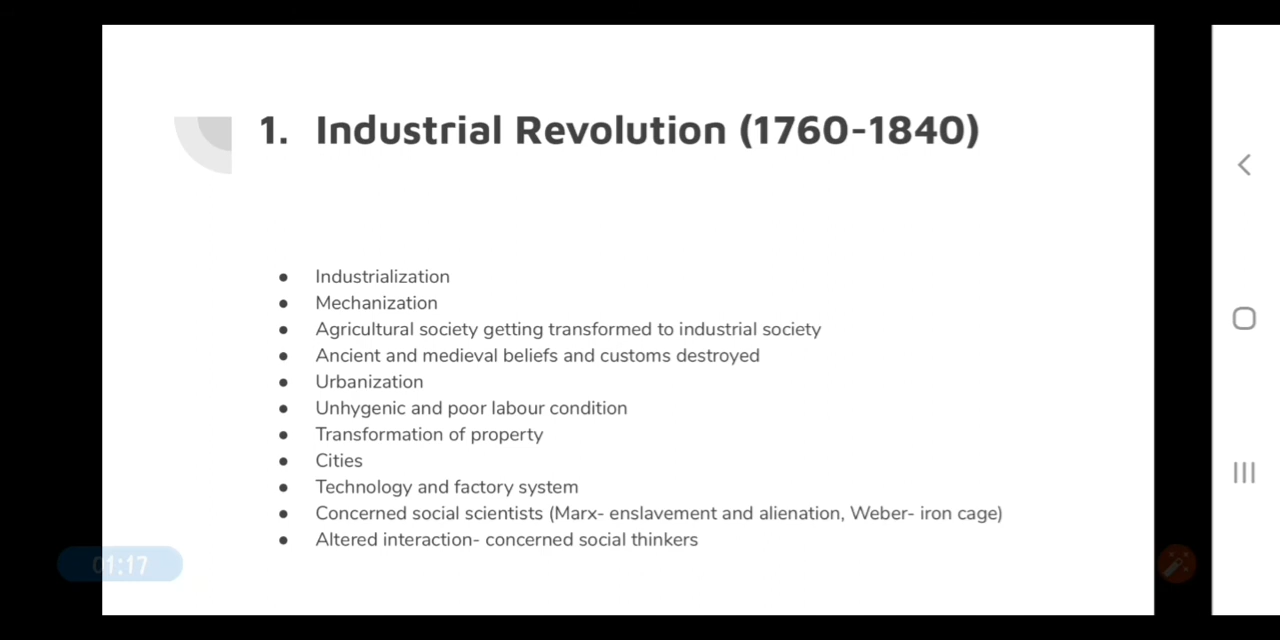 1. Industrial Revolution (1760-1840)
● Industrialization
● Mechanization
● Agricultural society getting transformed to industrial society
● Ancient and medieval beliefs and customs destroyed
● Urbanization
● Unhygenic and poor labour condition
● Transformation of property
● Cities
● Technology and factory system
● Concerned social scientists (Marx- enslavement and alienation, Weber- iron cage)
● Altered interaction- concerned social thinkers
01:17